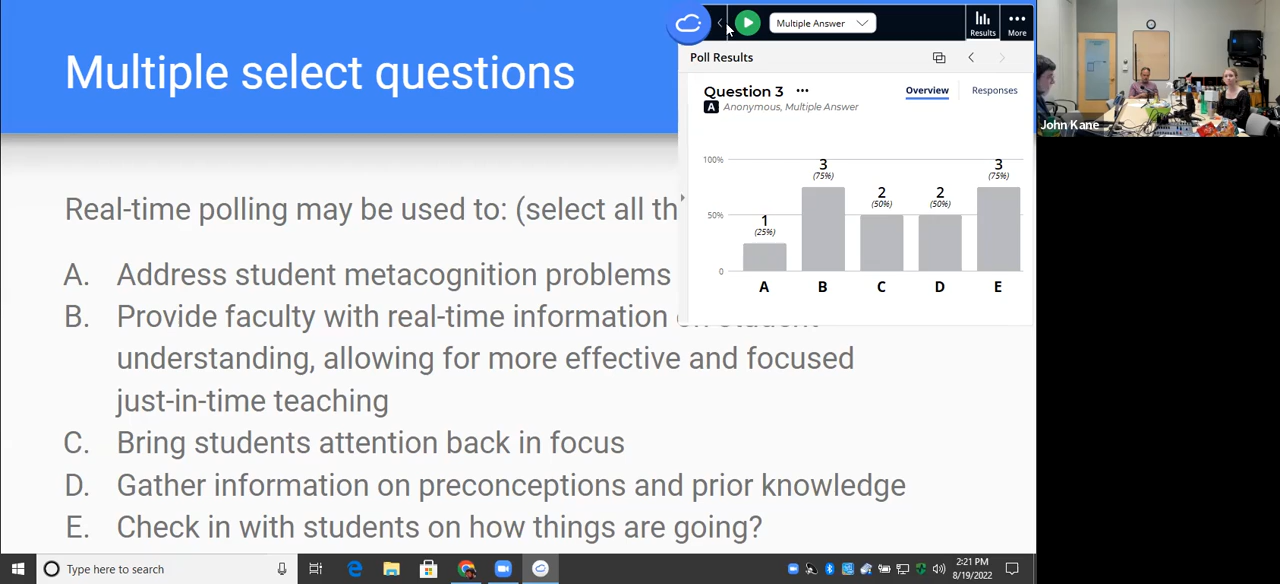 Multiple select questions
Multiple Answer
Results
More
Poll Results
Question 3 •••
A Anonymous, Multiple Answer
Overview
Responses
100%
50%
0
1
(25%)
3
(75%)
2
(50%)
2
(50%)
3
(75%)
A B C D E
John Kane
Real-time polling may be used to: (select all th
A. Address student metacognition problems
B. Provide faculty with real-time information on student
understanding, allowing for more effective and focused
just-in-time teaching
C. Bring students attention back in focus
D. Gather information on preconceptions and prior knowledge
E. Check in with students on how things are going?
Type here to search
2:21 PM
8/19/2022